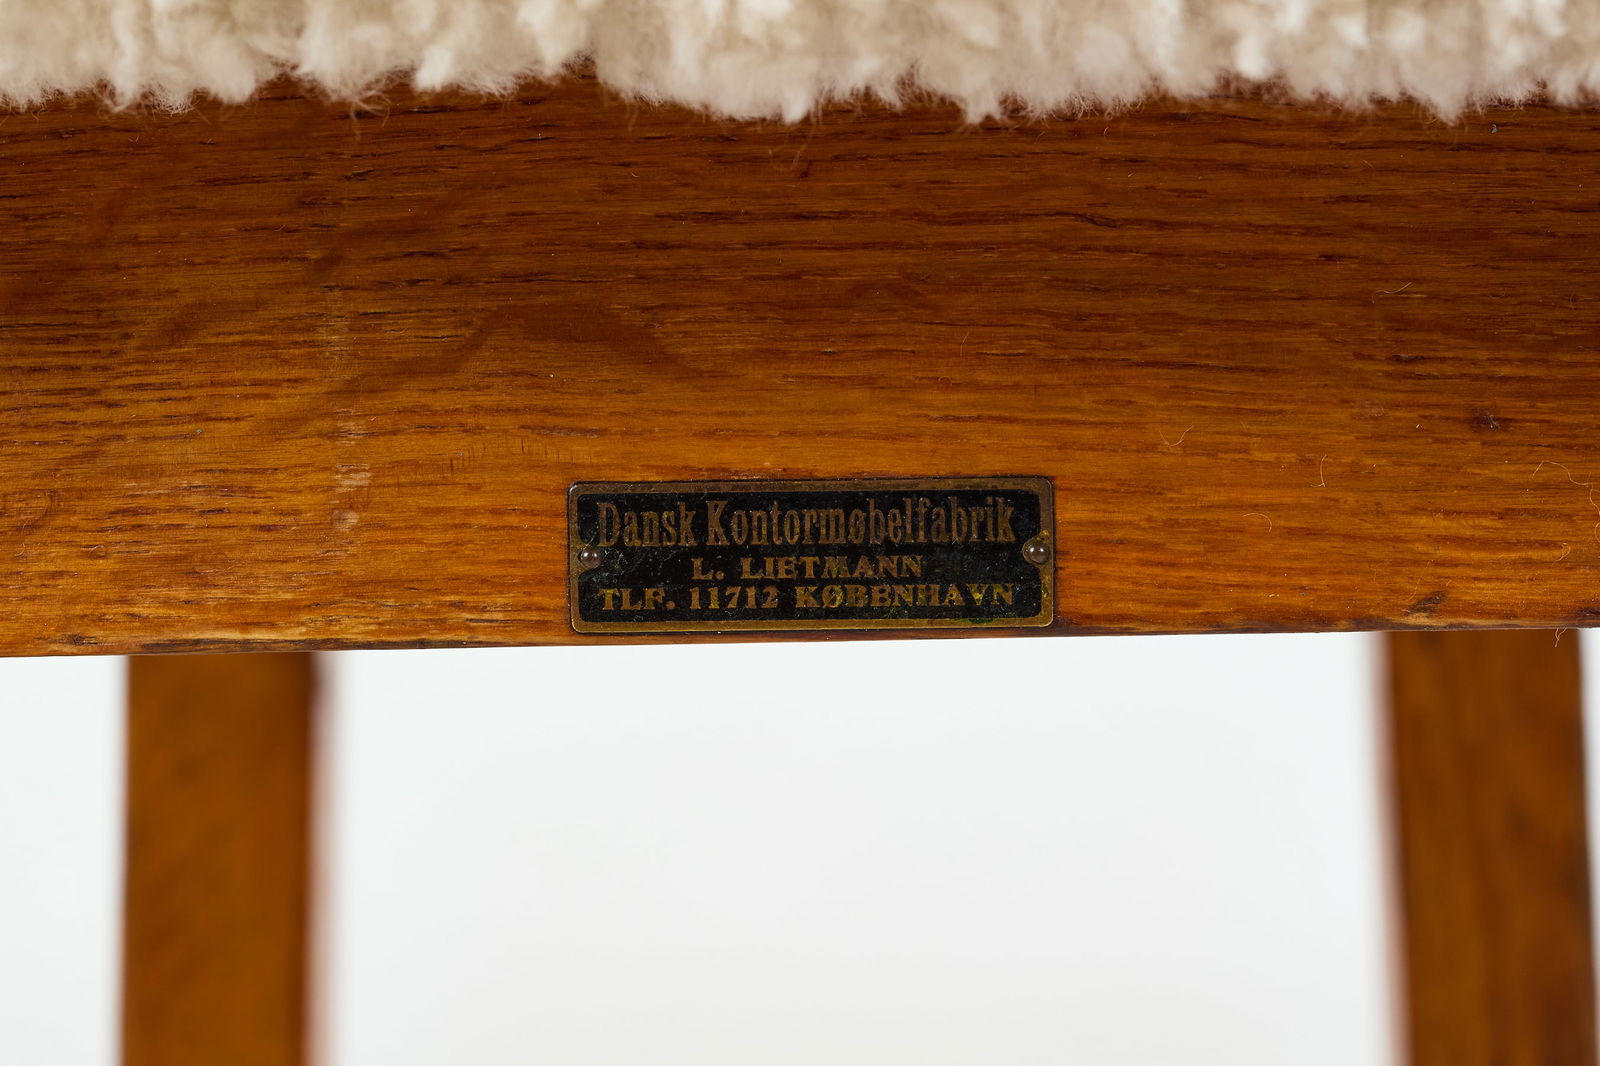 Dansk Kontormøbelfabrik
L. LIETMANN
TLF. 11712 KØBENHAVN